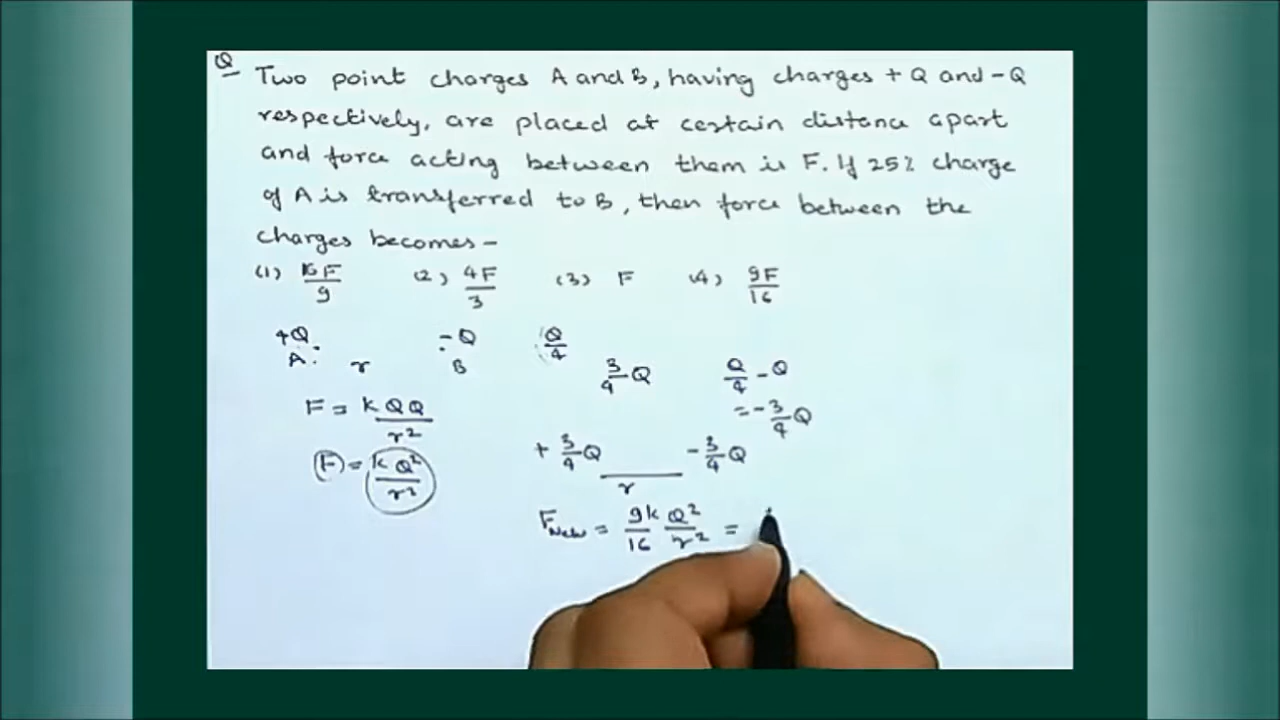 Q Two point charges A and B, having charges + Q and - Q
respectively, are placed at certain distance apart
and force acting between them is F. If 25% charge
of A is transferred to B, then force between the
charges becomes -
(1) 16F/9 (2) 4F/3 (3) F (4) 9F/16
+Q - Q Q/4
A r B
3/4 Q Q/4 - Q
= - 3/4 Q
F = k QQ/r²
+ 3/4 Q - 3/4 Q
r
F = k Q²/r²
F New = 9k/16 Q²/r² =